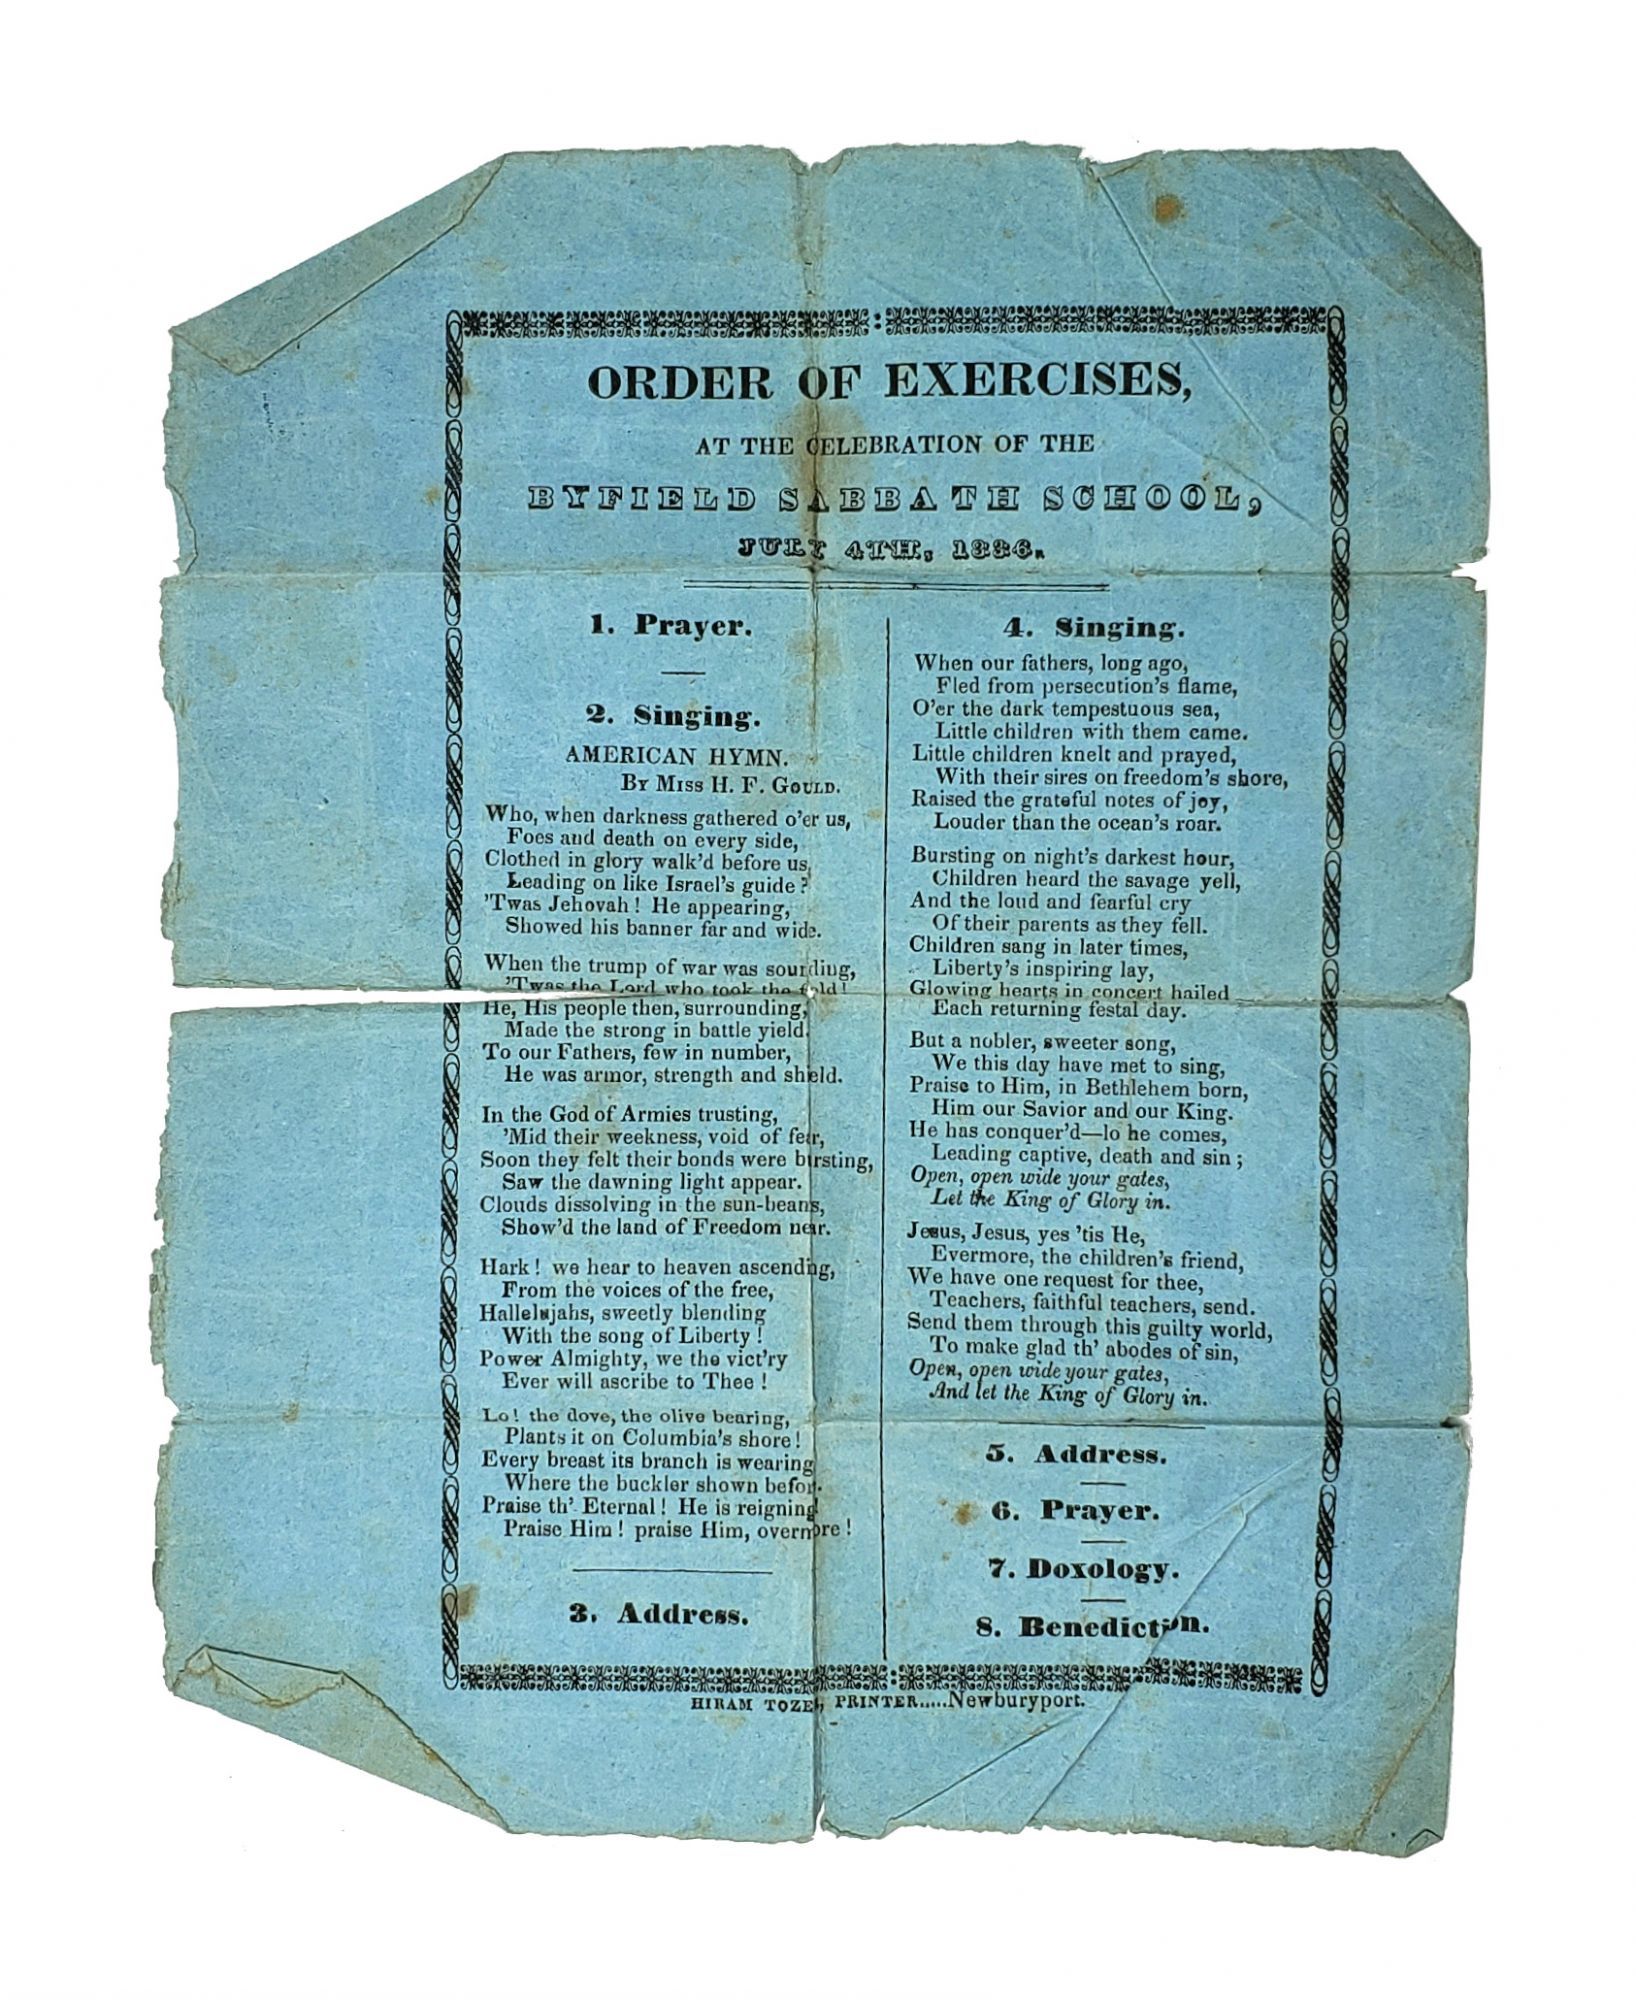 ORDER OF EXERCISES,
AT THE CELEBRATION OF THE
BYFIELD SABBATH SCHOOL,
JULY 4TH, 1836.
1. Prayer.
2. Singing.
AMERICAN HYMN.
By Miss H. F. Gould.
Who, when darkness gathered o'er us,
Foes and death on every side,
Clothed in glory walk'd before us,
Leading on like Israel's guide?
'Twas Jehovah! He appearing,
Showed his banner far and wide.
When the trump of war was sounding,
'Twas the Lord who took the field!
He, His people then, surrounding,
Made the strong in battle yield.
To our Fathers, few in number,
He was armor, strength and shield.
In the God of Armies trusting,
'Mid their weekness, void of fear,
Soon they felt their bonds were bursting,
Saw the dawning light appear.
Clouds dissolving in the sun-beams,
Show'd the land of Freedom near.
Hark! we hear to heaven ascending,
From the voices of the free,
Hallelujahs, sweetly blending
With the song of Liberty!
Power Almighty, we the vict'ry
Ever will ascribe to Thee!
Lo! the dove, the olive bearing,
Plants it on Columbia's shore!
Every breast its branch is wearing
Where the buckler shown before.
Praise th' Eternal! He is reigning!
Praise Him! praise Him, overmore!
3. Address.
4. Singing.
When our fathers, long ago,
Fled from persecution's flame,
O'er the dark tempestuous sea,
Little children with them came.
Little children knelt and prayed,
With their sires on freedom's shore,
Raised the grateful notes of joy,
Louder than the ocean's roar.
Bursting on night's darkest hour,
Children heard the savage yell,
And the loud and fearful cry
Of their parents as they fell.
Children sang in later times,
Liberty's inspiring lay,
Glowing hearts in concert hailed
Each returning festal day.
But a nobler, sweeter song,
We this day have met to sing,
Praise to Him, in Bethlehem born,
Him our Savior and our King.
He has conquer'd—lo he comes,
Leading captive, death and sin;
Open, open wide your gates,
Let the King of Glory in.
Jesus, Jesus, yes 'tis He,
Evermore, the children's friend,
We have one request for thee,
Teachers, faithful teachers, send.
Send them through this guilty world,
To make glad th' abodes of sin,
Open, open wide your gates,
And let the King of Glory in.
5. Address.
6. Prayer.
7. Doxology.
8. Benediction.
HIRAM TOZER, PRINTER.....Newburyport.